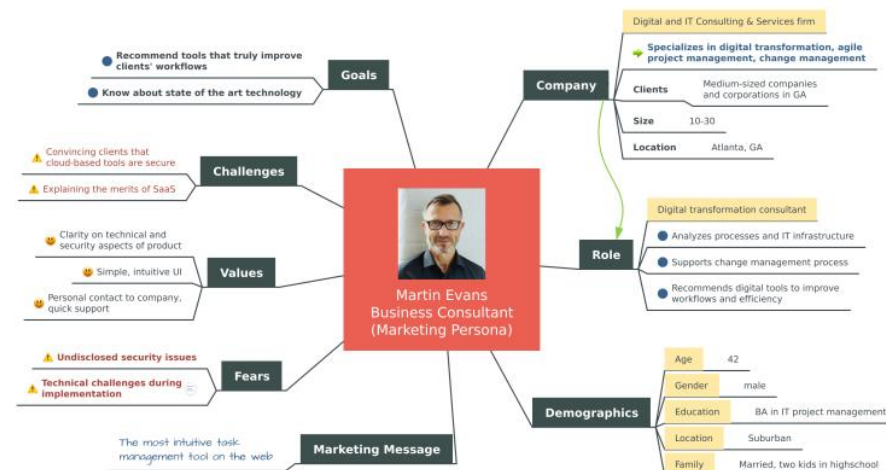 Martin Evans
Business Consultant
(Marketing Persona)
Goals
Recommend tools that truly improve
clients' workflows
Know about state of the art technology
Challenges
Convincing clients that
cloud-based tools are secure
Explaining the merits of SaaS
Values
Clarity on technical and
security aspects of product
Simple, intuitive UI
Personal contact to company,
quick support
Fears
Undisclosed security issues
Technical challenges during
implementation
Marketing Message
The most intuitive task
management tool on the web
Company
Digital and IT Consulting & Services firm
Specializes in digital transformation, agile
project management, change management
Clients Medium-sized companies
and corporations in GA
Size 10-30
Location Atlanta, GA
Role
Digital transformation consultant
Analyzes processes and IT infrastructure
Supports change management process
Recommends digital tools to improve
workflows and efficiency
Demographics
Age 42
Gender male
Education BA in IT project management
Location Suburban
Family Married, two kids in highschool